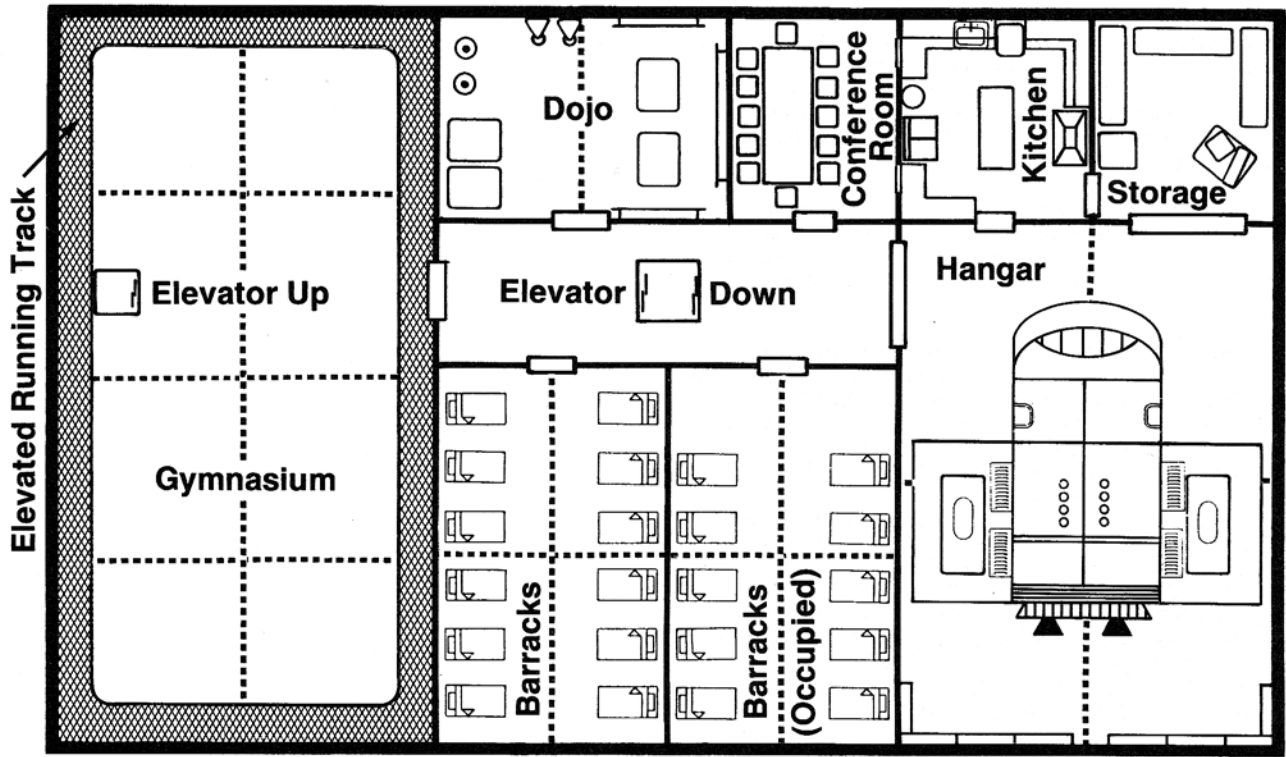 Elevated Running Track
Dojo
Conference
Room
Kitchen
Storage
Elevator Up
Elevator Down
Hangar
Gymnasium
Barracks
Barracks
(Occupied)